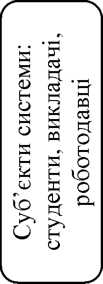 Суб’єкти системи:
студенти, викладачі,
роботодавці